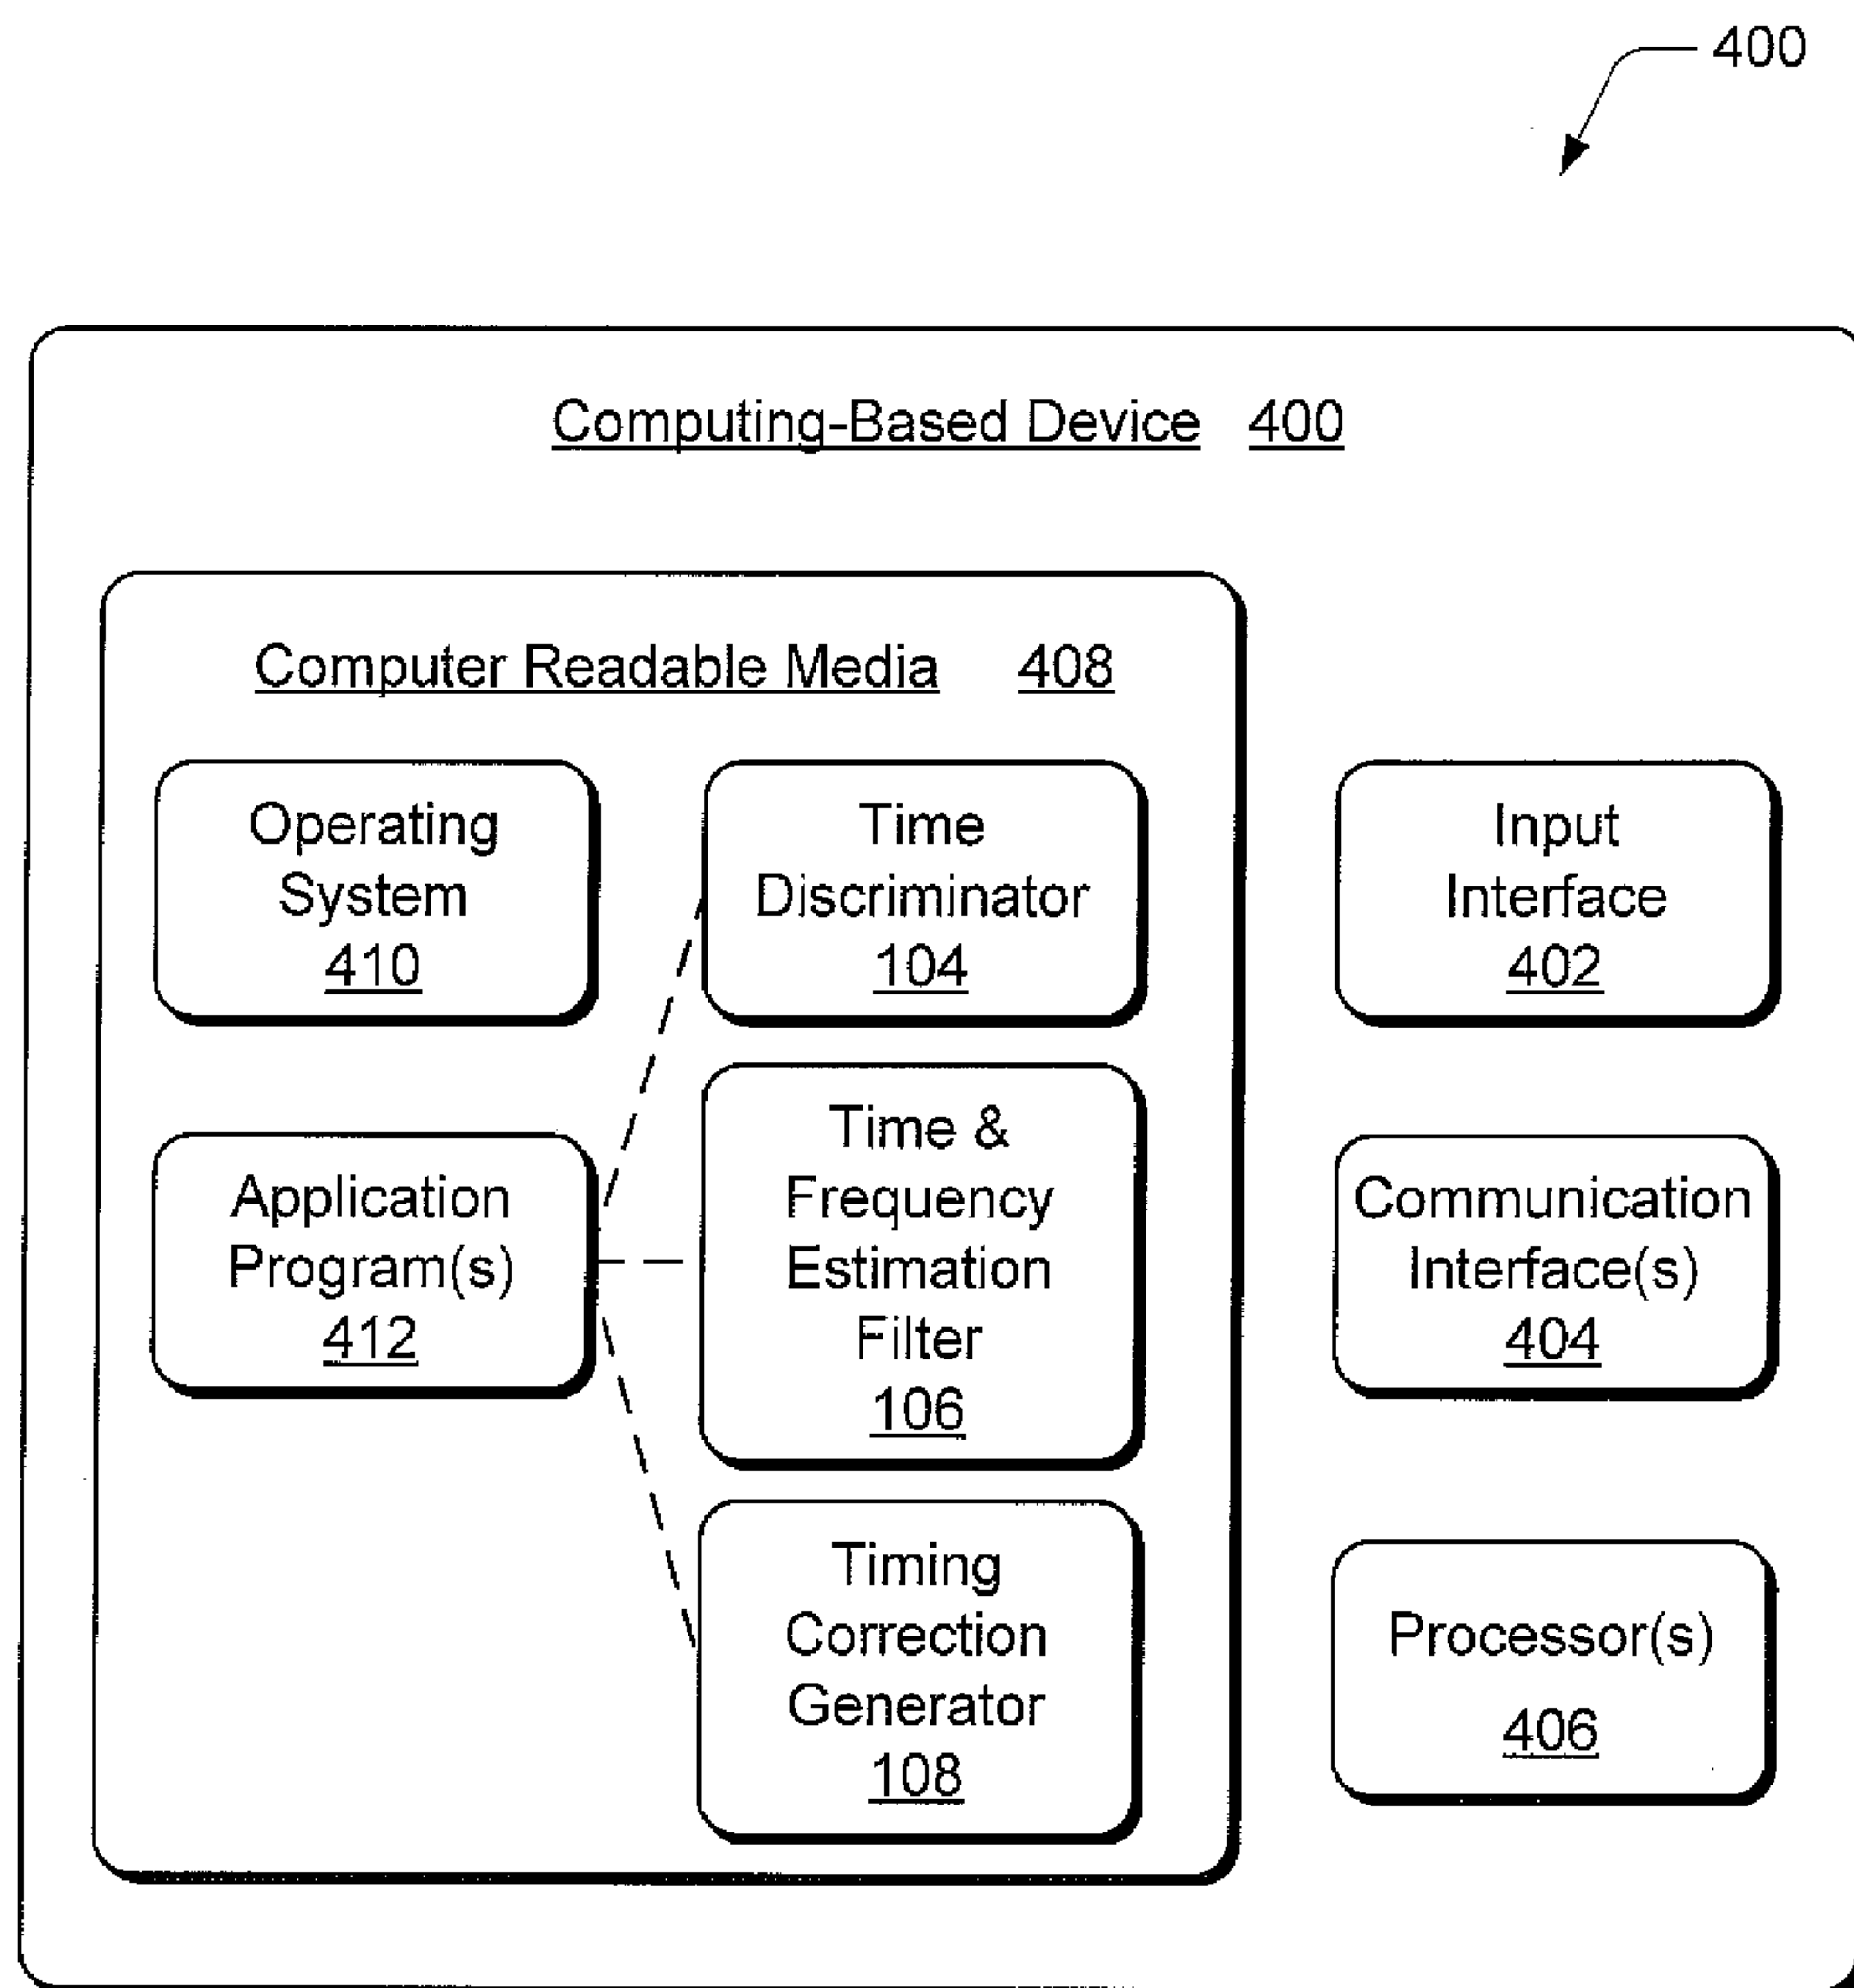 400
Computing-Based Device 400
Computer Readable Media 408
Operating
System
410
Time
Discriminator
104
Input
Interface
402
Application
Program(s)
412
Time &
Frequency
Estimation
Filter
106
Communication
Interface(s)
404
Timing
Correction
Generator
108
Processor(s)
406